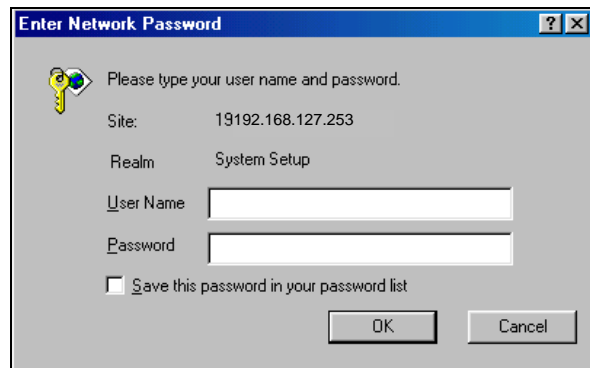 Enter Network Password
Please type your user name and password.
Site: 19192.168.127.253
Realm System Setup
User Name
Password
Save this password in your password list
OK Cancel